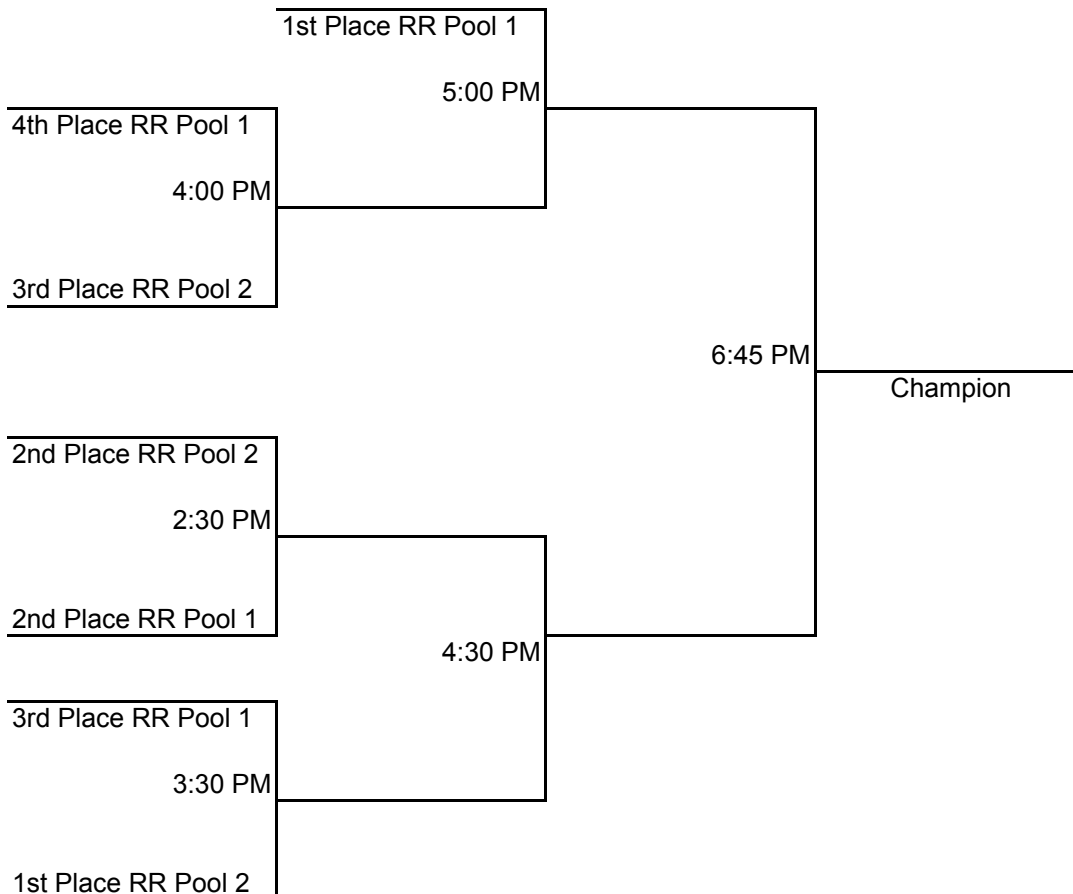 1st Place RR Pool 1
5:00 PM
4th Place RR Pool 1
4:00 PM
3rd Place RR Pool 2
6:45 PM
Champion
2nd Place RR Pool 2
2:30 PM
2nd Place RR Pool 1
4:30 PM
3rd Place RR Pool 1
3:30 PM
1st Place RR Pool 2